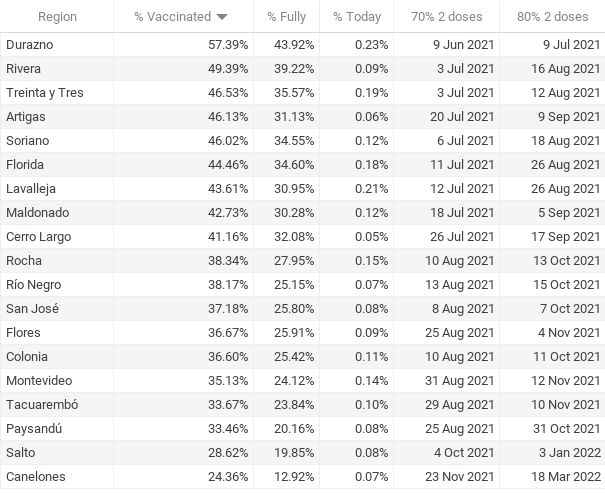 Region % Vaccinated % Fully % Today 70% 2 doses 80% 2 doses
Durazno 57.39% 43.92% 0.23% 9 Jun 2021 9 Jul 2021
Rivera 49.39% 39.22% 0.09% 3 Jul 2021 16 Aug 2021
Treinta y Tres 46.53% 35.57% 0.19% 3 Jul 2021 12 Aug 2021
Artigas 46.13% 31.13% 0.06% 20 Jul 2021 9 Sep 2021
Soriano 46.02% 34.55% 0.12% 6 Jul 2021 18 Aug 2021
Florida 44.46% 34.60% 0.18% 11 Jul 2021 26 Aug 2021
Lavalleja 43.61% 30.95% 0.21% 12 Jul 2021 26 Aug 2021
Maldonado 42.73% 30.28% 0.12% 18 Jul 2021 5 Sep 2021
Cerro Largo 41.16% 32.08% 0.05% 26 Jul 2021 17 Sep 2021
Rocha 38.34% 27.95% 0.15% 10 Aug 2021 13 Oct 2021
Río Negro 38.17% 25.15% 0.07% 13 Aug 2021 15 Oct 2021
San José 37.18% 25.80% 0.08% 8 Aug 2021 7 Oct 2021
Flores 36.67% 25.91% 0.09% 25 Aug 2021 4 Nov 2021
Colonia 36.60% 25.42% 0.11% 10 Aug 2021 11 Oct 2021
Montevideo 35.13% 24.12% 0.14% 31 Aug 2021 12 Nov 2021
Tacuarembó 33.67% 23.84% 0.10% 29 Aug 2021 10 Nov 2021
Paysandú 33.46% 20.16% 0.08% 25 Aug 2021 31 Oct 2021
Salto 28.62% 19.85% 0.08% 4 Oct 2021 3 Jan 2022
Canelones 24.36% 12.92% 0.07% 23 Nov 2021 18 Mar 2022